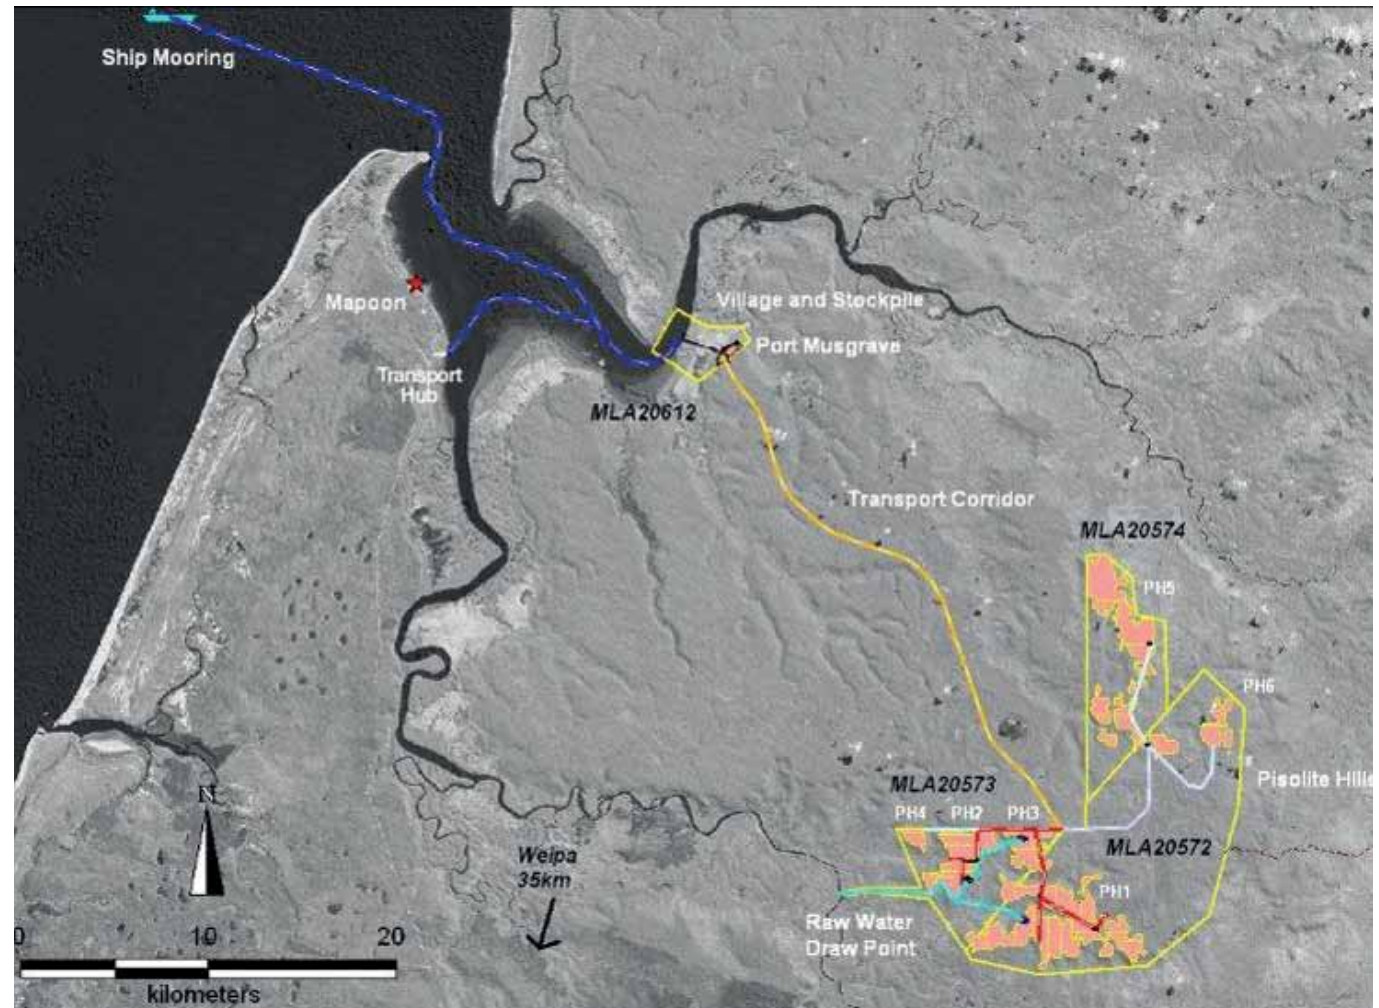 Ship Mooring
Mapoon
Village and Stockpile
Port Musgrave
Transport
Hub
MLA20612
Transport Corridor
MLA20574
PH5
PH6
Pisolite Hills
MLA20573
PH4 PH2 PH3
MLA20572
PH1
N
Weipa
35km
Raw Water
Draw Point
0 10 20
kilometers